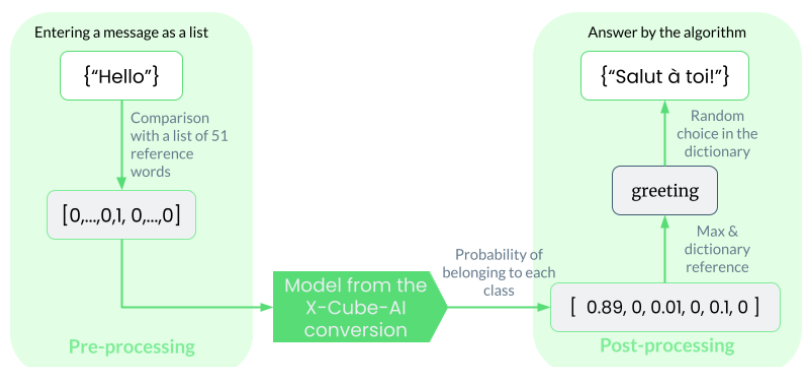 Entering a message as a list
{“Hello”}
Comparison
with a list of 51
reference
words
[0,...,0,1, 0,...,0]
Pre-processing
Model from the
X-Cube-AI
conversion
Probability of
belonging to each
class
Answer by the algorithm
{“Salut à toi!”}
Random
choice in the
dictionary
greeting
Max &
dictionary
reference
[ 0.89, 0, 0.01, 0, 0.1, 0 ]
Post-processing